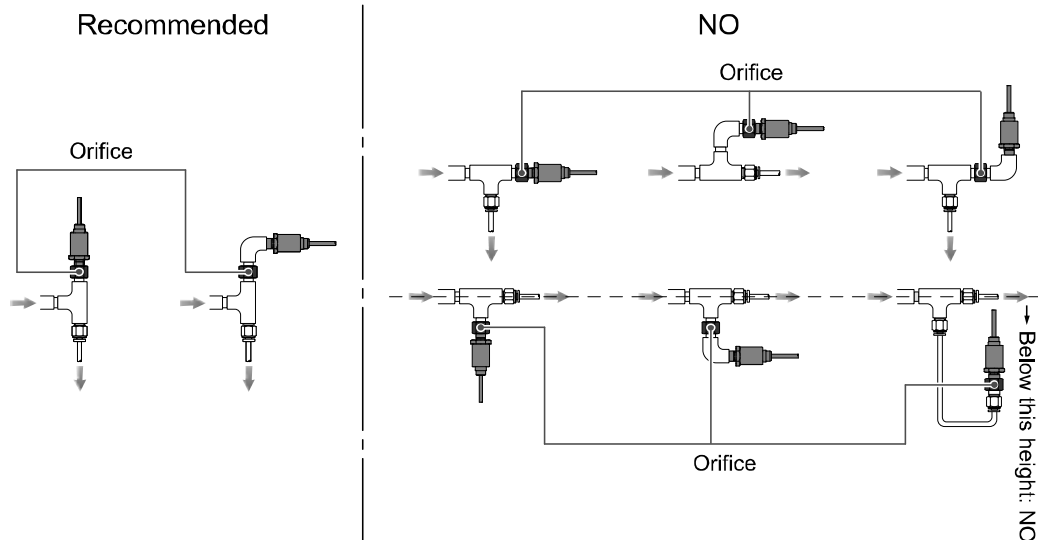 Recommended
NO
Orifice
Orifice
Below this height: NO
Orifice